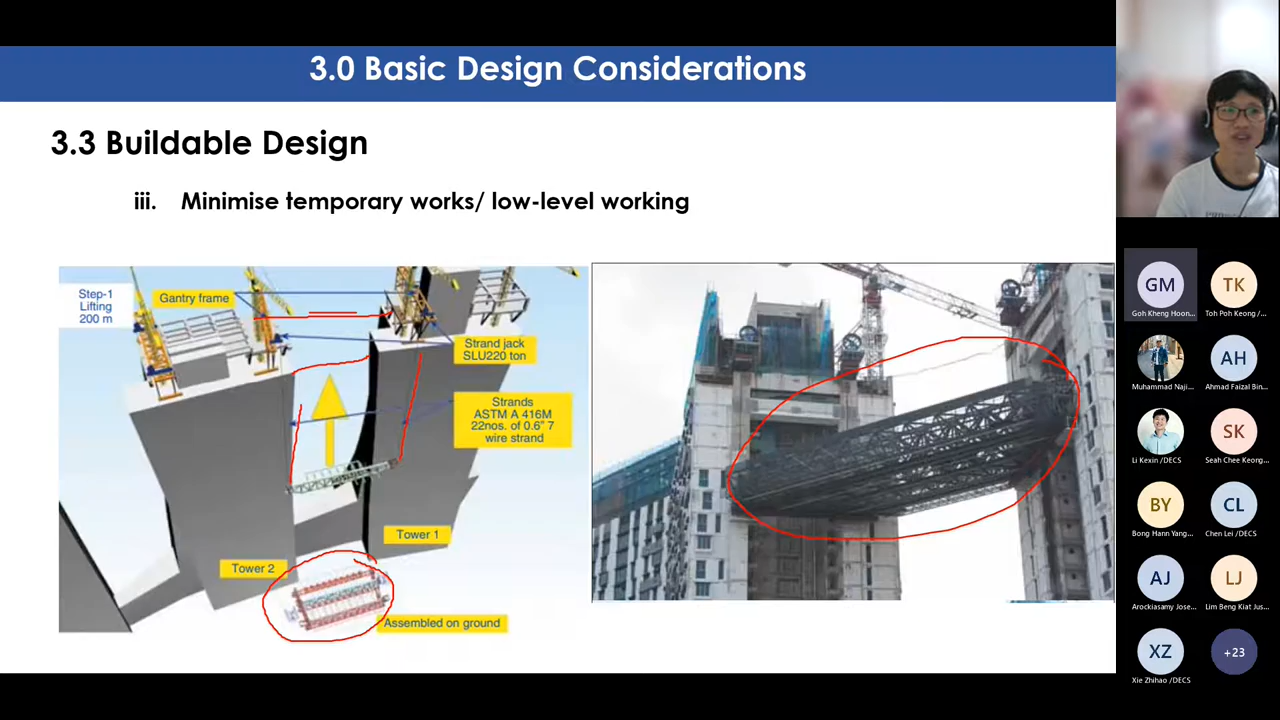 3.0 Basic Design Considerations
3.3 Buildable Design
iii. Minimise temporary works/ low-level working
Step-1
Lifting
200 m
Gantry frame
Strand jack
SLU220 ton
Strands
ASTM A 416M
22nos. of 0.6" 7
wire strand
Tower 1
Tower 2
Assembled on ground
GM
Goh Kheng Hoon...
TK
Toh Poh Keong /...
Muhammad Naji...
AH
Ahmad Faizal Bin...
Li Kexin /DECS
SK
Seah Chee Keong...
BY
Bong Hann Yang...
CL
Chen Lei /DECS
AJ
Arockiasamy Jose...
LJ
Lim Beng Kiat Jus...
XZ
Xie Zhihao /DECS
+23